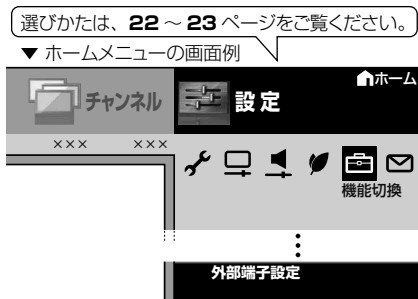 選びかたは、22～23ページをご覧ください。
▼ ホームメニューの画面例
ホーム
チャンネル
設定
××× ×××
機能切換
外部端子設定